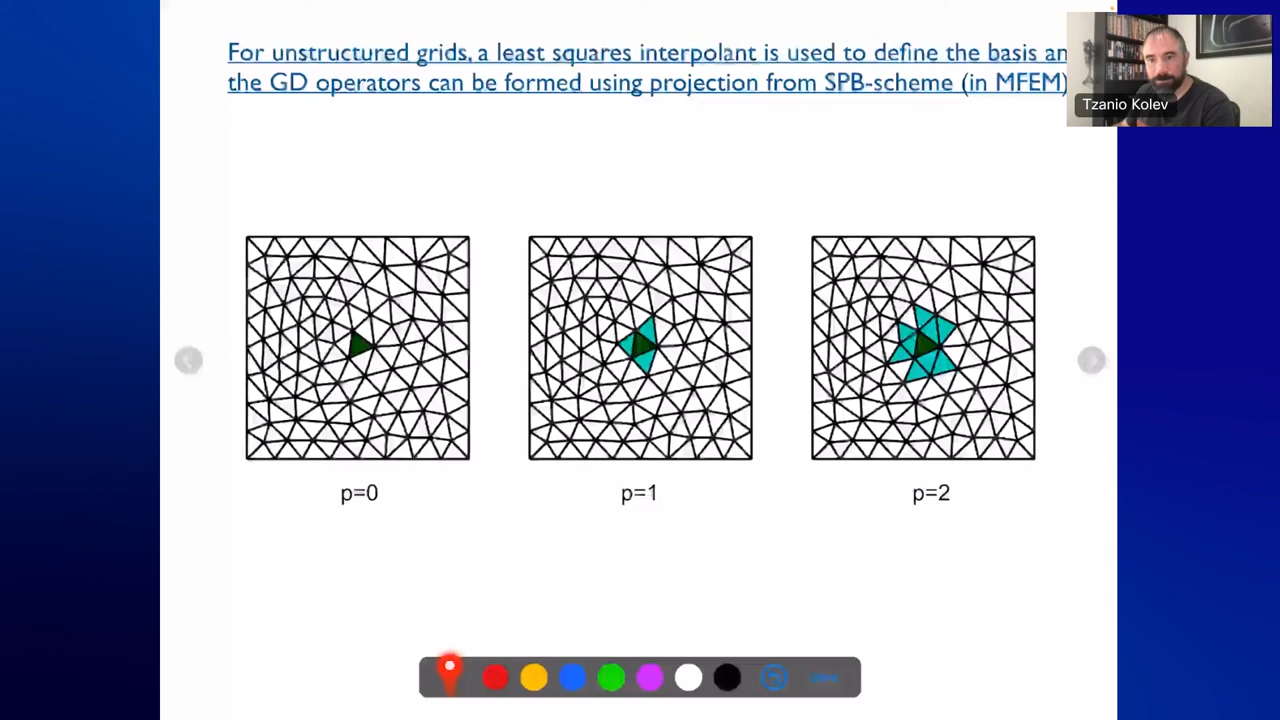 For unstructured grids, a least squares interpolant is used to define the basis an
the GD operators can be formed using projection from SPB-scheme (in MFEM)
Tzanio Kolev
p=0
p=1
p=2